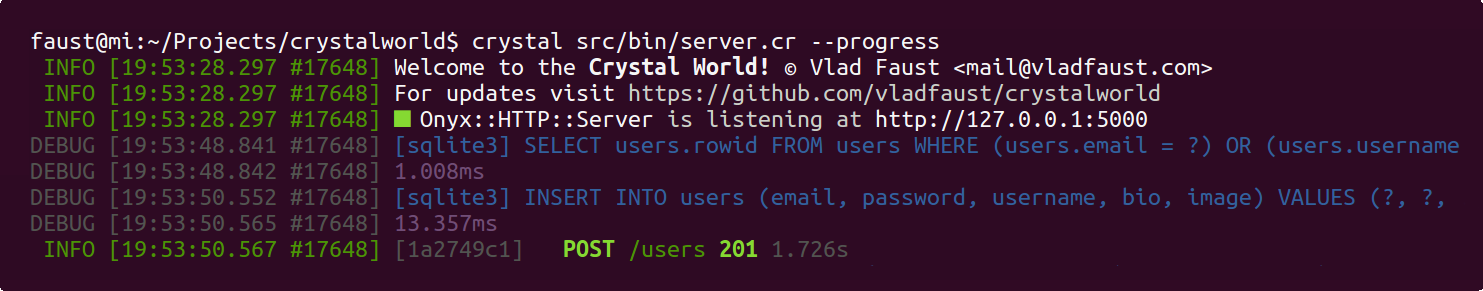 faust@mi:~/Projects/crystalworld$ crystal src/bin/server.cr --progress
INFO [19:53:28.297 #17648] Welcome to the Crystal World! © Vlad Faust <mail@vladfaust.com>
INFO [19:53:28.297 #17648] For updates visit https://github.com/vladfaust/crystalworld
INFO [19:53:28.297 #17648] Onyx::HTTP::Server is listening at http://127.0.0.1:5000
DEBUG [19:53:48.841 #17648] [sqlite3] SELECT users.rowid FROM users WHERE (users.email = ?) OR (users.username
DEBUG [19:53:48.842 #17648] 1.008ms
DEBUG [19:53:50.552 #17648] [sqlite3] INSERT INTO users (email, password, username, bio, image) VALUES (?, ?,
DEBUG [19:53:50.565 #17648] 13.357ms
INFO [19:53:50.567 #17648] [1a2749c1] POST /users 201 1.726s